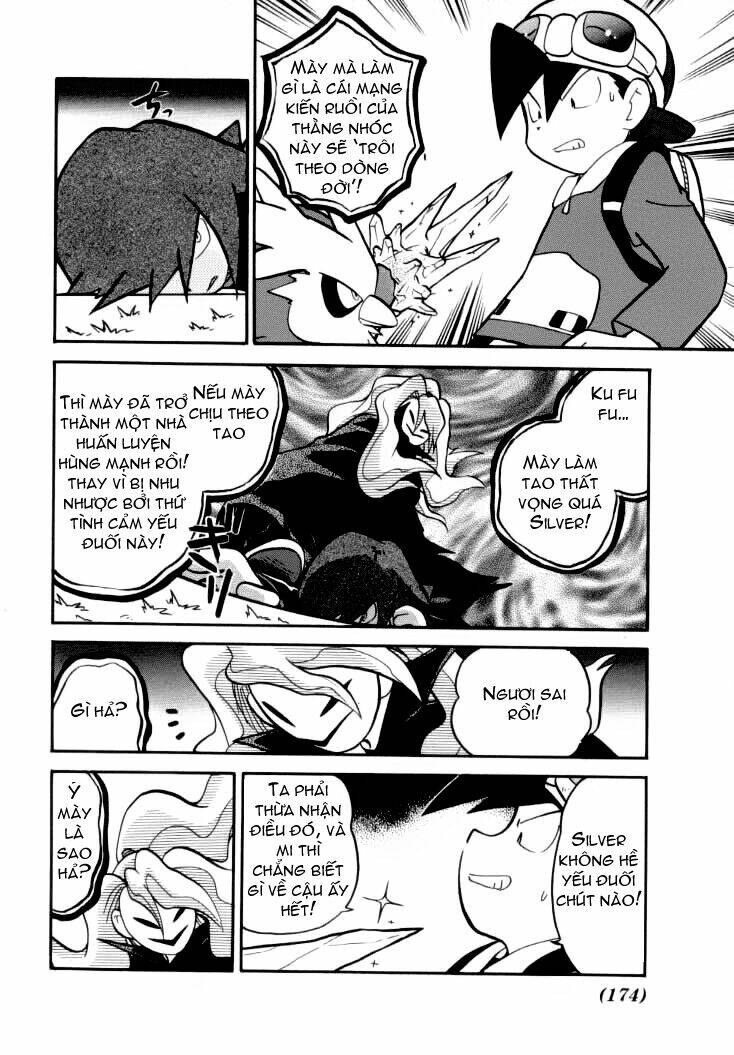 Mày mà làm
gì là cái mạng
kiến ruồi của
thằng nhóc
này sẽ ‘trôi
theo dòng
đời’!
ちっ
Ku fu
fu...
Mày làm
tao thất
vọng quá
Silver!
Nếu mày
chịu theo
tao
Thì mày đã trở
thành một nhà
huấn luyện
hùng mạnh rồi!
Thay vì bị nhu
nhược bởi thứ
tình cảm yếu
đuối này!
Ngươi sai
rồi!
Gì hả?
Silver
không hề
yếu đuối
chút nào!
Ta phải
thừa nhận
điều đó, và
mi thì
chẳng biết
gì về cậu ấy
hết!
Ý
mày
là
sao
hả?
(174)